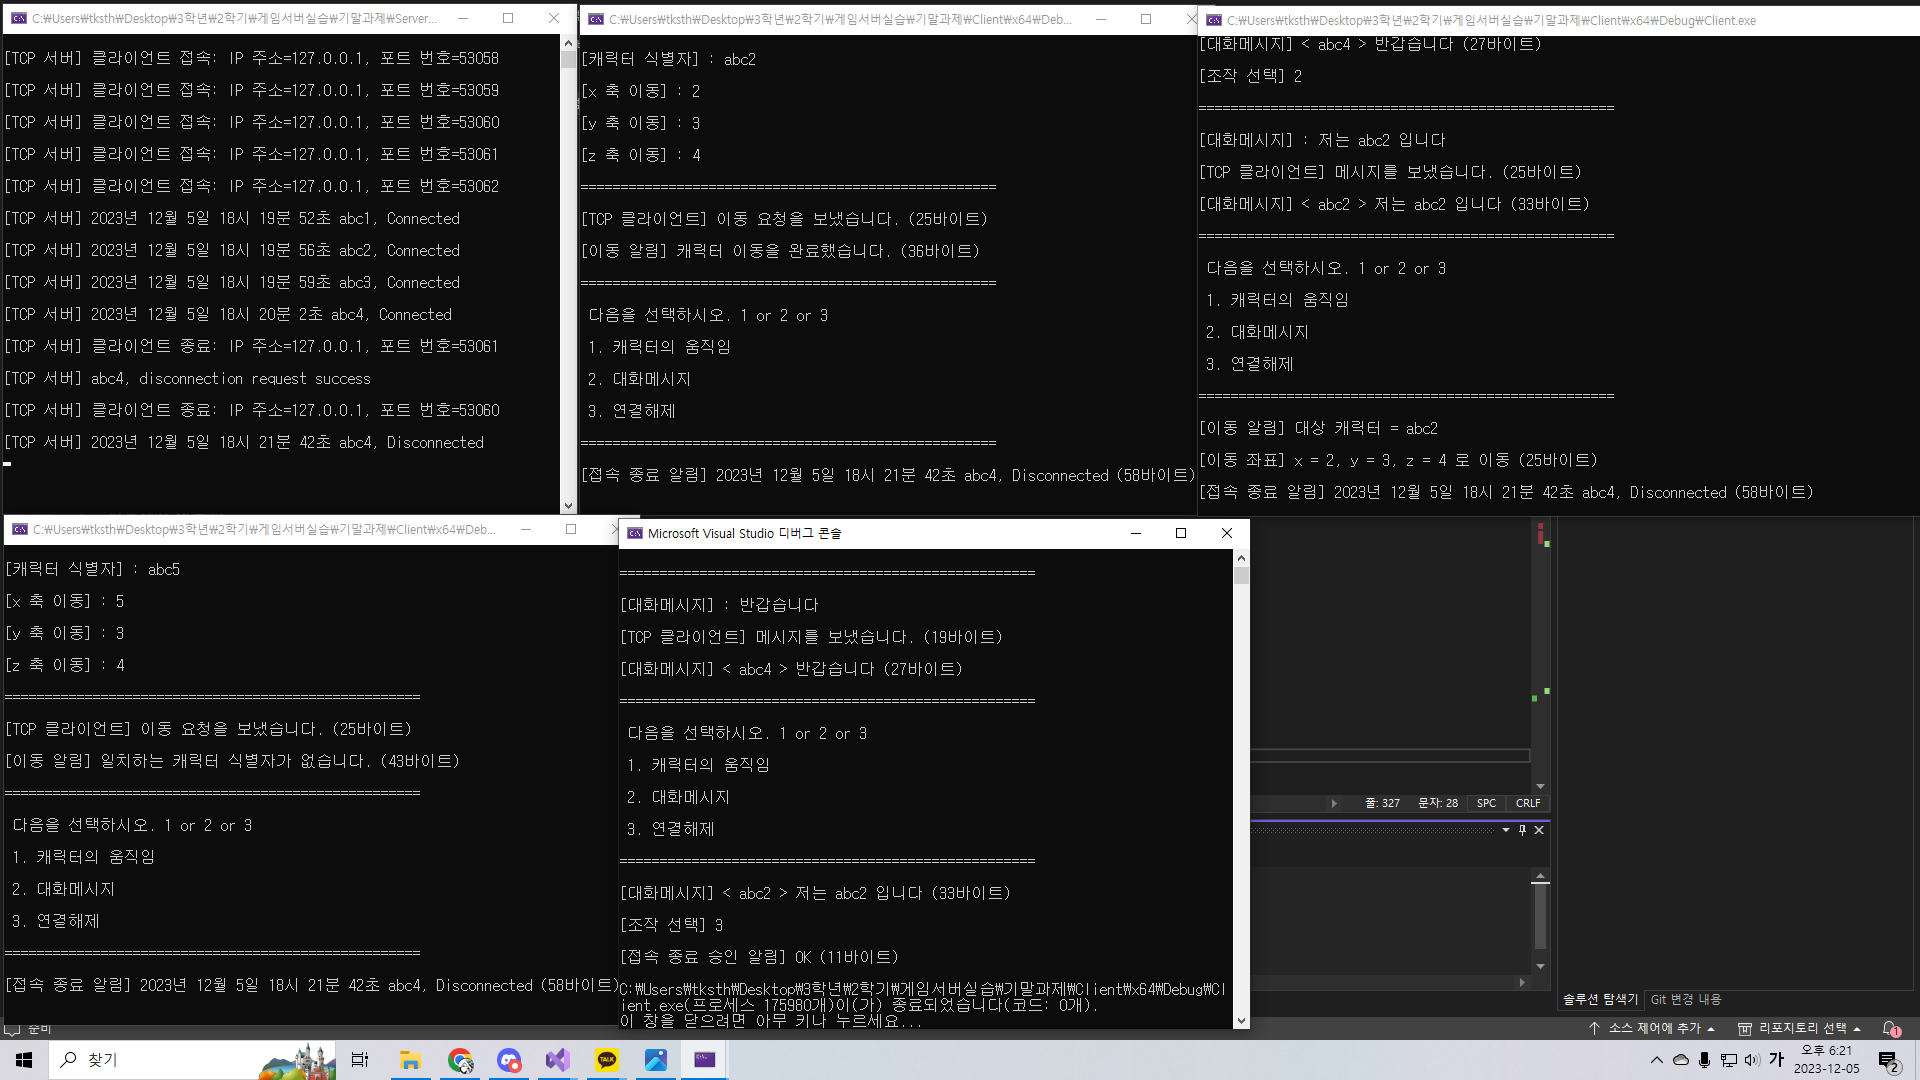 C:₩Users₩tksth₩Desktop₩3학년₩2학기₩게임서버실습₩기말과제₩Server...
[TCP 서버] 클라이언트 접속: IP 주소=127.0.0.1, 포트 번호=53058
[TCP 서버] 클라이언트 접속: IP 주소=127.0.0.1, 포트 번호=53059
[TCP 서버] 클라이언트 접속: IP 주소=127.0.0.1, 포트 번호=53060
[TCP 서버] 클라이언트 접속: IP 주소=127.0.0.1, 포트 번호=53061
[TCP 서버] 클라이언트 접속: IP 주소=127.0.0.1, 포트 번호=53062
[TCP 서버] 2023년 12월 5일 18시 19분 52초 abc1, Connected
[TCP 서버] 2023년 12월 5일 18시 19분 56초 abc2, Connected
[TCP 서버] 2023년 12월 5일 18시 19분 59초 abc3, Connected
[TCP 서버] 2023년 12월 5일 18시 20분 2초 abc4, Connected
[TCP 서버] 클라이언트 종료: IP 주소=127.0.0.1, 포트 번호=53061
[TCP 서버] abc4, disconnection request success
[TCP 서버] 클라이언트 종료: IP 주소=127.0.0.1, 포트 번호=53060
[TCP 서버] 2023년 12월 5일 18시 21분 42초 abc4, Disconnected
C:₩Users₩tksth₩Desktop₩3학년₩2학기₩게임서버실습₩기말과제₩Client₩x64₩Deb...
[캐릭터 식별자] : abc2
[x 축 이동] : 2
[y 축 이동] : 3
[z 축 이동] : 4
====================================================
[TCP 클라이언트] 이동 요청을 보냈습니다. (25바이트)
[이동 알림] 캐릭터 이동을 완료했습니다. (36바이트)
====================================================
다음을 선택하시오. 1 or 2 or 3
1. 캐릭터의 움직임
2. 대화메시지
3. 연결해제
====================================================
[접속 종료 알림] 2023년 12월 5일 18시 21분 42초 abc4, Disconnected (58바이트)
C:₩Users₩tksth₩Desktop₩3학년₩2학기₩게임서버실습₩기말과제₩Client₩x64₩Debug₩Client.exe
[대화메시지] < abc4 > 반갑습니다 (27바이트)
[조작 선택] 2
====================================================
[대화메시지] : 저는 abc2 입니다
[TCP 클라이언트] 메시지를 보냈습니다. (25바이트)
[대화메시지] < abc2 > 저는 abc2 입니다 (33바이트)
====================================================
다음을 선택하시오. 1 or 2 or 3
1. 캐릭터의 움직임
2. 대화메시지
3. 연결해제
====================================================
[이동 알림] 대상 캐릭터 = abc2
[이동 좌표] x = 2, y = 3, z = 4 로 이동 (25바이트)
[접속 종료 알림] 2023년 12월 5일 18시 21분 42초 abc4, Disconnected (58바이트)
C:₩Users₩tksth₩Desktop₩3학년₩2학기₩게임서버실습₩기말과제₩Client₩x64₩Deb...
[캐릭터 식별자] : abc5
[x 축 이동] : 5
[y 축 이동] : 3
[z 축 이동] : 4
====================================================
[TCP 클라이언트] 이동 요청을 보냈습니다. (25바이트)
[이동 알림] 일치하는 캐릭터 식별자가 없습니다. (43바이트)
====================================================
다음을 선택하시오. 1 or 2 or 3
1. 캐릭터의 움직임
2. 대화메시지
3. 연결해제
====================================================
[접속 종료 알림] 2023년 12월 5일 18시 21분 42초 abc4, Disconnected (58바이트)
Microsoft Visual Studio 디버그 콘솔
====================================================
[대화메시지] : 반갑습니다
[TCP 클라이언트] 메시지를 보냈습니다. (19바이트)
[대화메시지] < abc4 > 반갑습니다 (27바이트)
====================================================
다음을 선택하시오. 1 or 2 or 3
1. 캐릭터의 움직임
2. 대화메시지
3. 연결해제
====================================================
[대화메시지] < abc2 > 저는 abc2 입니다 (33바이트)
[조작 선택] 3
[접속 종료 승인 알림] OK (11바이트)
C:₩Users₩tksth₩Desktop₩3학년₩2학기₩게임서버실습₩기말과제₩Client₩x64₩Debug₩Cl
ient.exe(프로세스 175980개)이(가) 종료되었습니다(코드: 0개).
이 창을 닫으려면 아무 키나 누르세요...
줄: 327 문자: 28 SPC CRLF
솔루션 탐색기 Git 변경 내용
준비 소스 제어에 추가 리포지토리 선택 1
찾기 TALK 가 오후 6:21
2023-12-05 2